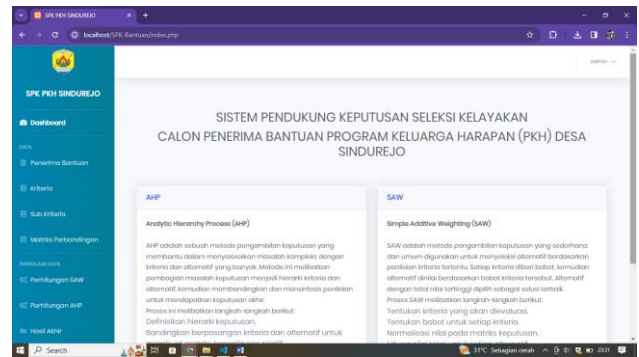 SPK PKH SINDUREJO
localhost/SPK-Bantuan/index.php
admin
SPK PKH SINDUREJO
Dashboard
DATA
Penerima Bantuan
Kriteria
Sub Kriteria
Matriks Perbandingan
Perhitungan SAW
Perhitungan AHP
Hasil Akhir
SISTEM PENDUKUNG KEPUTUSAN SELEKSI KELAYAKAN
CALON PENERIMA BANTUAN PROGRAM KELUARGA HARAPAN (PKH) DESA
SINDUREJO
AHP
Analytic Hierarchy Process (AHP)
AHP adalah sebuah metode pengambilan keputusan yang
membantu dalam menyelesaikan masalah kompleks dengan
kriteria dan alternatif yang banyak. Metode ini melibatkan
pembagian masalah keputusan menjadi hierarki kriteria dan
alternatif, kemudian membandingkan dan mensintesis penilaian
untuk mendapatkan keputusan akhir.
Proses ini melibatkan langkah-langkah berikut:
Definisikan hierarki keputusan.
Bandingkan berpasangan kriteria dan alternatif untuk
SAW
Simple Additive Weighting (SAW)
SAW adalah metode pengambilan keputusan yang sederhana
dan umum digunakan untuk menyeleksi alternatif berdasarkan
penilaian kriteria tertentu. Setiap kriteria diberi bobot, kemudian
alternatif dinilai berdasarkan bobot kriteria tersebut. Alternatif
dengan total nilai tertinggi dipilih sebagai solusi terbaik.
Proses SAW melibatkan langkah-langkah berikut:
Tentukan kriteria yang akan dievaluasi.
Tentukan bobot untuk setiap kriteria.
Normalisasi nilai pada matriks keputusan.
Search
31°C Sebagian cerah
IND
23:31